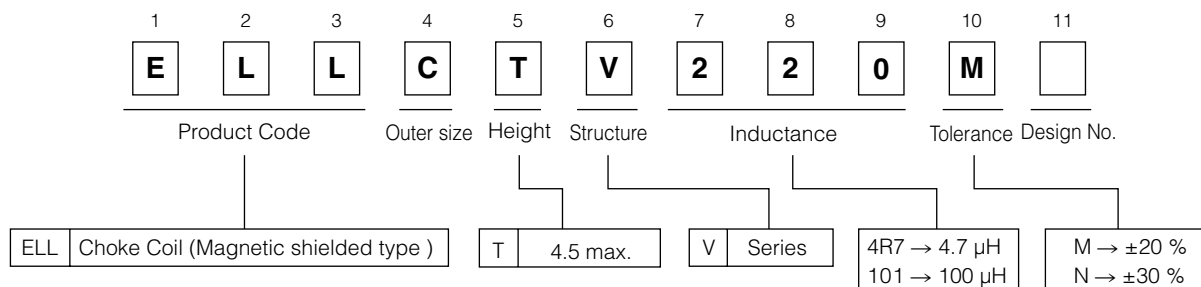 1 2 3 4 5 6 7 8 9 10 11
E L L C T V 2 2 0 M
Product Code Outer size Height Structure Inductance Tolerance Design No.
ELL Choke Coil (Magnetic shielded type ) T 4.5 max. V Series 4R7 → 4.7 μH M → ±20 %
101 → 100 μH N → ±30 %